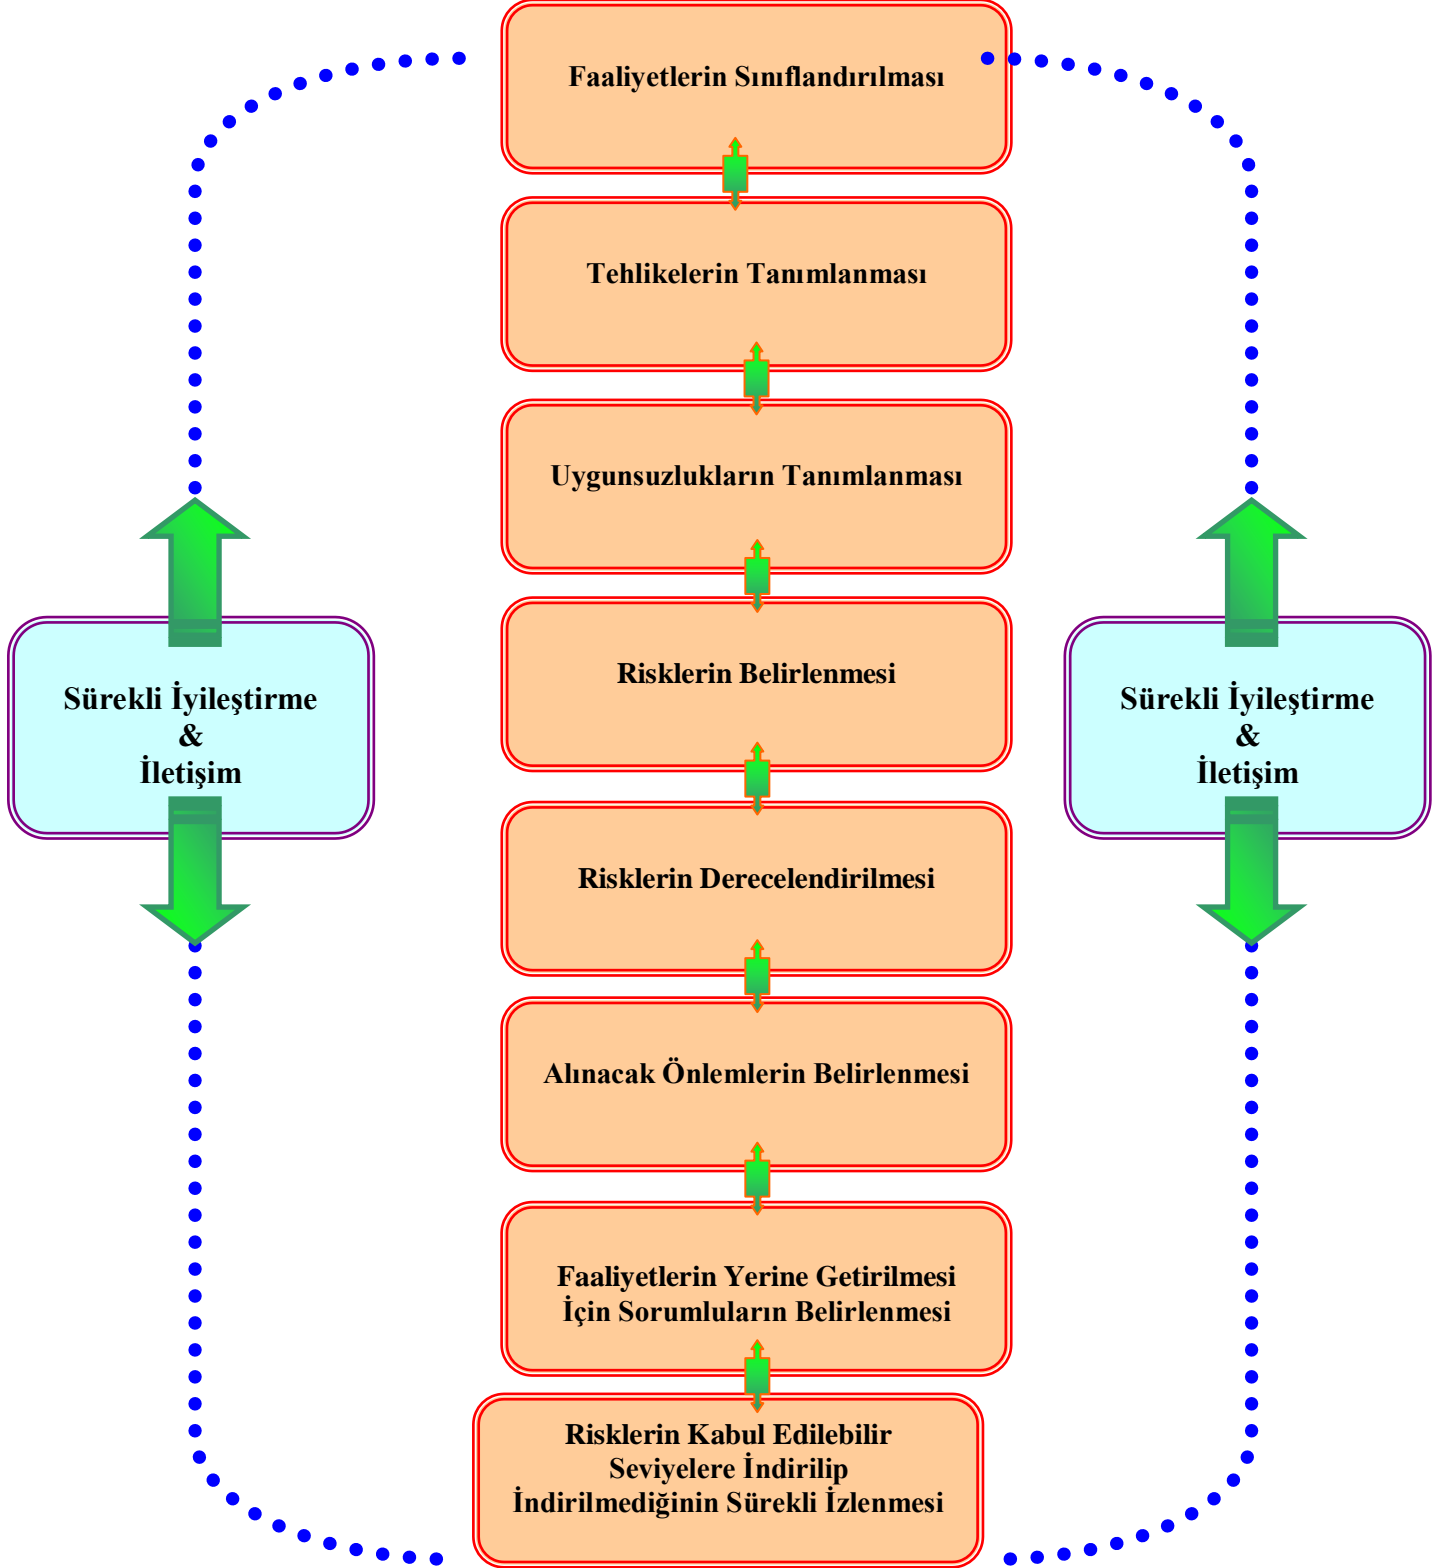 Faaliyetlerin Sınıflandırılması
Tehlikelerin Tanımlanması
Uygunsuzlukların Tanımlanması
Risklerin Belirlenmesi
Sürekli İyileştirme
&
İletişim
Sürekli İyileştirme
&
İletişim
Risklerin Derecelendirilmesi
Alınacak Önlemlerin Belirlenmesi
Faaliyetlerin Yerine Getirilmesi
İçin Sorumluların Belirlenmesi
Risklerin Kabul Edilebilir
Seviyelere İndirilip
İndirilmediğinin Sürekli İzlenmesi